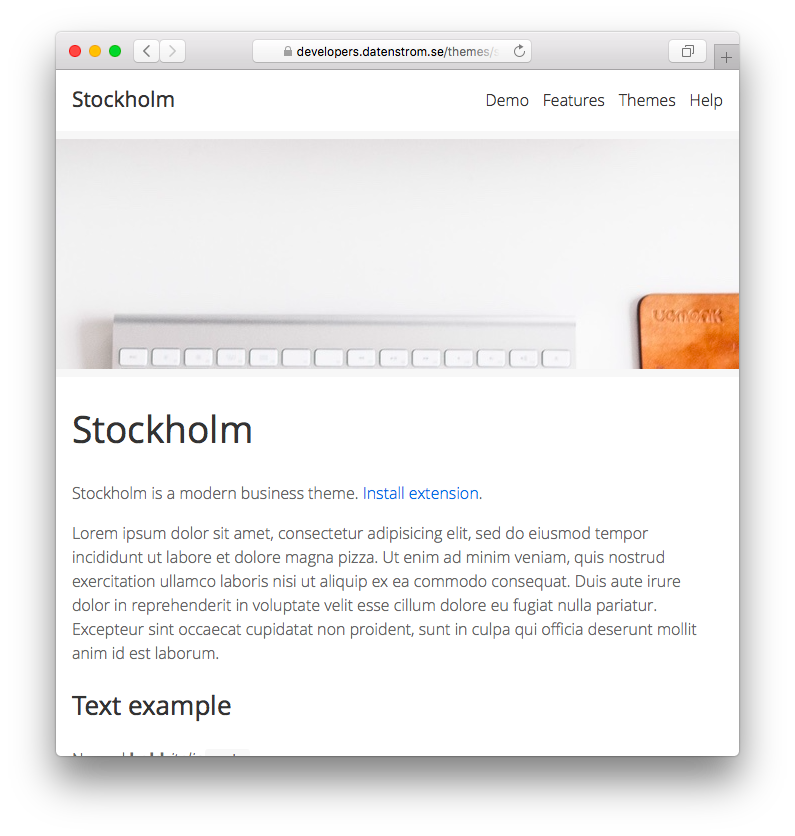 developers.datenstrom.se/themes/s
Stockholm
Demo Features Themes Help
Stockholm
Stockholm is a modern business theme. Install extension.
Lorem ipsum dolor sit amet, consectetur adipisicing elit, sed do eiusmod tempor
incididunt ut labore et dolore magna pizza. Ut enim ad minim veniam, quis nostrud
exercitation ullamco laboris nisi ut aliquip ex ea commodo consequat. Duis aute irure
dolor in reprehenderit in voluptate velit esse cillum dolore eu fugiat nulla pariatur.
Excepteur sint occaecat cupidatat non proident, sunt in culpa qui officia deserunt mollit
anim id est laborum.
Text example